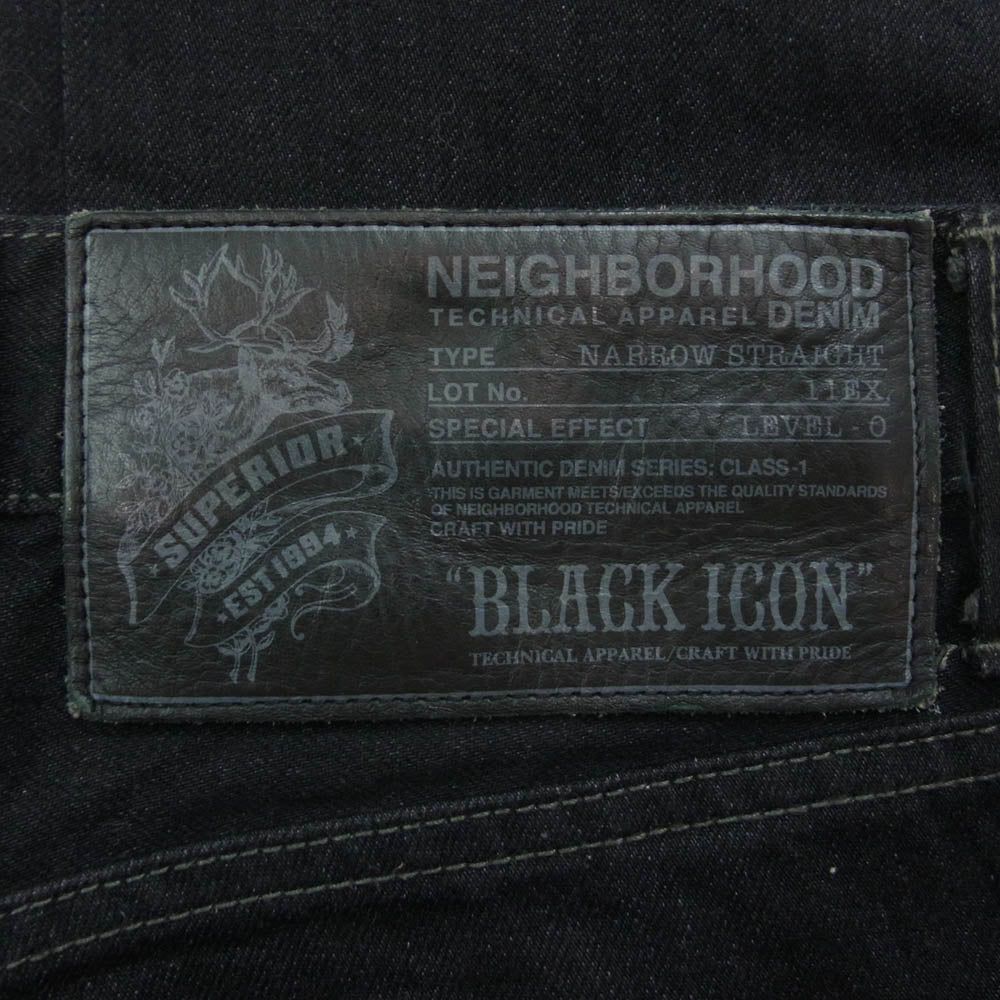 NEIGHBORHOOD
TECHNICAL APPAREL DENIM
TYPE NARROW STRAIGHT
LOT No. 11EX.
SPECIAL EFFECT LEVEL-0
AUTHENTIC DENIM SERIES; CLASS-1
THIS IS GARMENT MEETS/EXCEEDS THE QUALITY STANDARDS
OF NEIGHBORHOOD TECHNICAL APPAREL
CRAFT WITH PRIDE
"BLACK ICON"
TECHNICAL APPAREL/CRAFT WITH PRIDE
★SUPERIOR★
★EST1994★